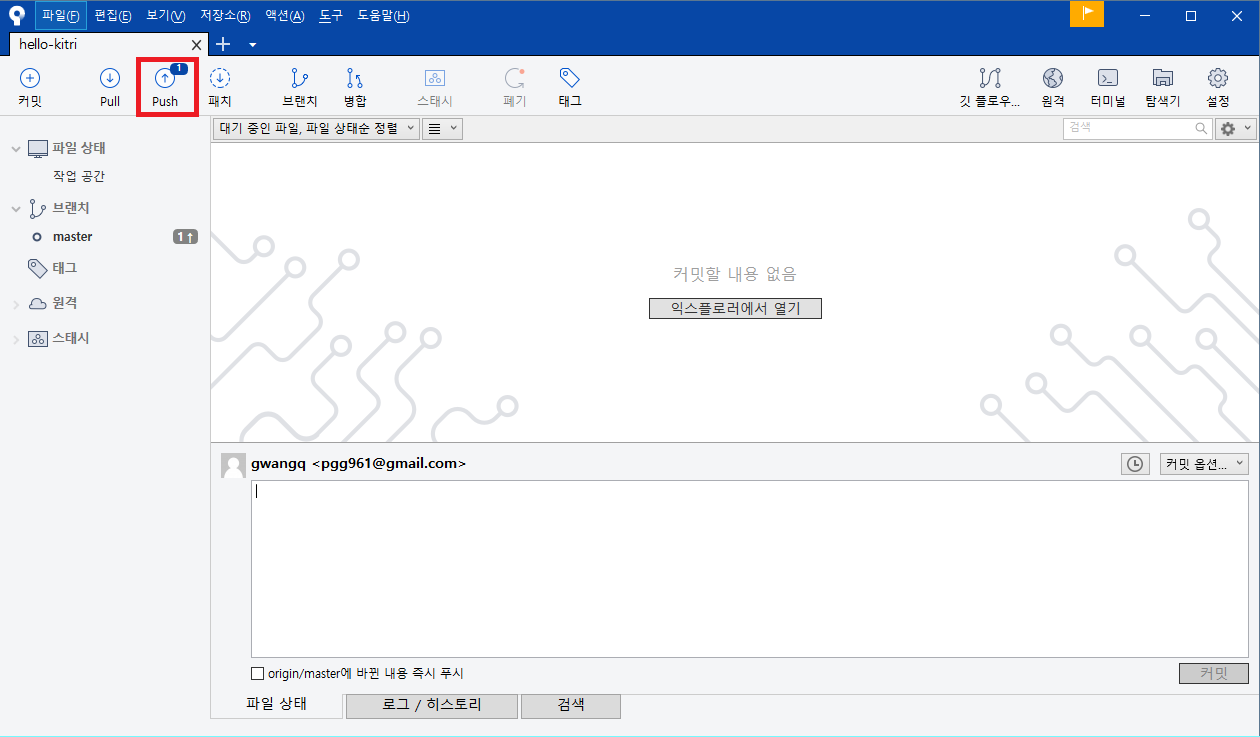 파일(F) 편집(E) 보기(V) 저장소(R) 액션(A) 도구 도움말(H)
hello-kitri
1
커밋 Pull Push 패치 브랜치 병합 스태시 폐기 태그 깃 플로우... 원격 터미널 탐색기 설정
대기 중인 파일, 파일 상태순 정렬
검색
파일 상태
작업 공간
브랜치
master 1↑
태그
원격
스태시
커밋할 내용 없음
익스플로러에서 열기
gwangq <pgg961@gmail.com>
커밋 옵션...
origin/master에 바뀐 내용 즉시 푸시
커밋
파일 상태 로그 / 히스토리 검색